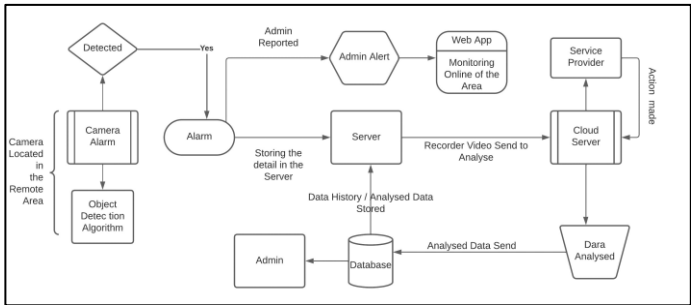 Detected
Yes
Admin
Reported
Admin Alert
Web App
Monitoring
Online of the
Area
Service
Provider
Action made
Camera
Located
in
the
Remote
Area
Camera
Alarm
Alarm
Storing the
detail in the
Server
Server
Recorder Video Send to
Analyse
Cloud
Server
Object
Detec tion
Algorithm
Data History / Analysed Data
Stored
Admin
Database
Analysed Data Send
Dara
Analysed